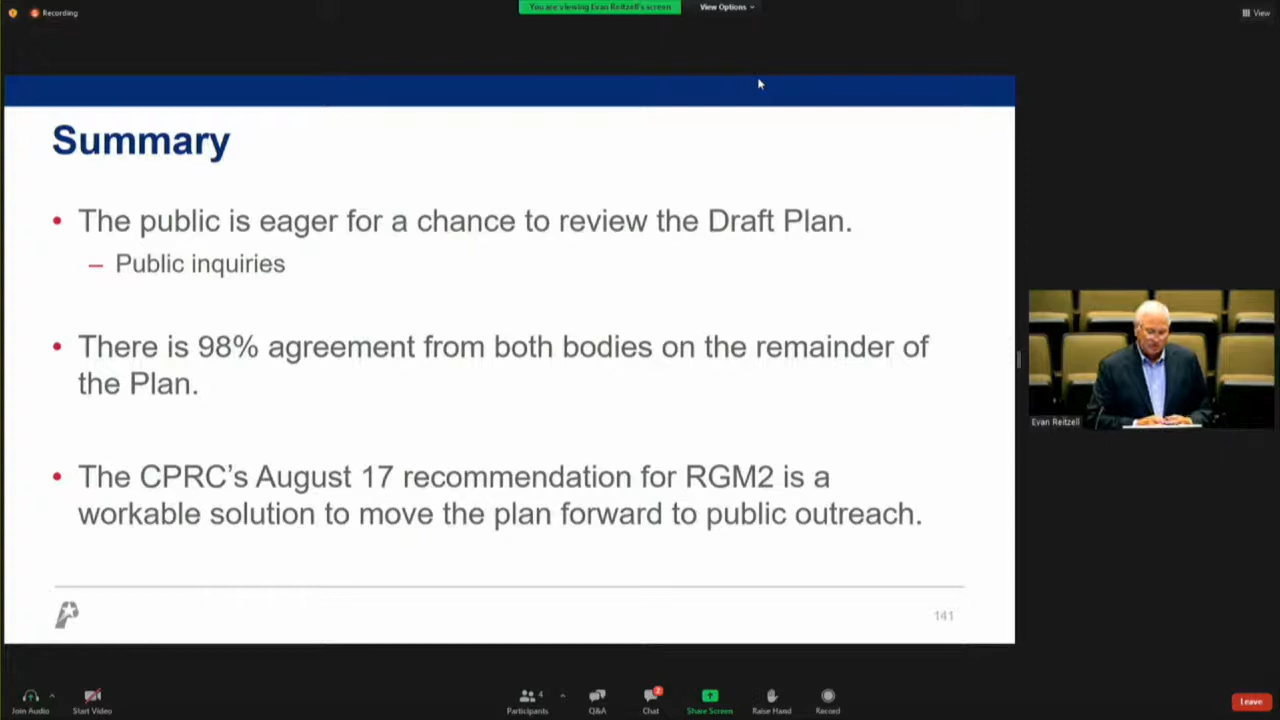 Recording
You are viewing Evan Reitzell's screen
View Options
View
Summary
• The public is eager for a chance to review the Draft Plan.
– Public inquiries
• There is 98% agreement from both bodies on the remainder of
the Plan.
• The CPRC's August 17 recommendation for RGM2 is a
workable solution to move the plan forward to public outreach.
141
Evan Reitzell
Join Audio
Start Video
4
Participants
Q&A
2
Chat
Share Screen
Raise Hand
Record
Leave